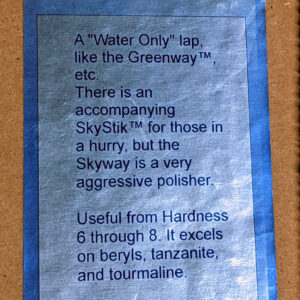 A "Water Only" lap,
like the Greenway™,
etc.
There is an
accompanying
SkyStik™ for those in
a hurry, but the
Skyway is a very
aggressive polisher.
Useful from Hardness
6 through 8. It excels
on beryls, tanzanite,
and tourmaline.